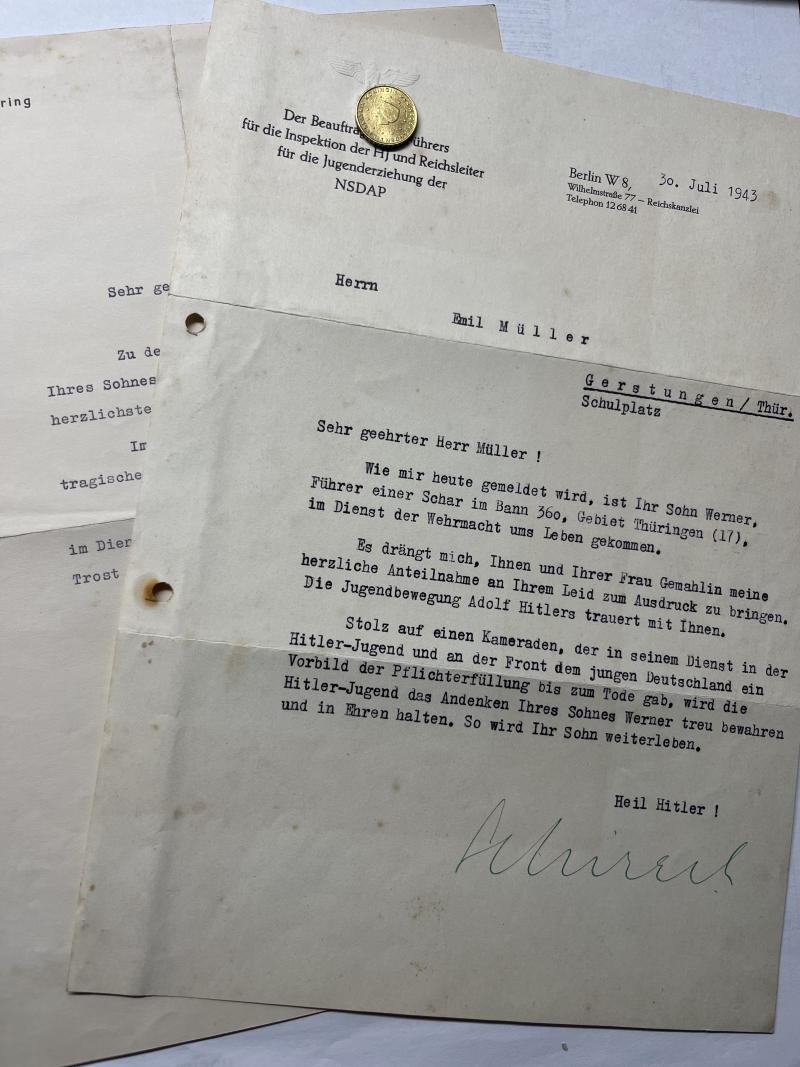 ring
Sehr ge
Zu de
Ihres Sohnes
herzlichste
Im
tragische
im Dien
Trost
Der Beauftra ührers
für die Inspektion der HJ und Reichsleiter
für die Jugenderziehung der
NSDAP
Berlin W 8, 30. Juli 1943
Wilhelmstraße 77 – Reichskanzlei
Telephon 12 68 41
Herrn
Emil M ü l l e r
G e r s t u n g e n / Thür.
Schulplatz
Sehr geehrter Herr Müller !
Wie mir heute gemeldet wird, ist Ihr Sohn Werner,
Führer einer Schar im Bann 360, Gebiet Thüringen (17),
im Dienst der Wehrmacht ums Leben gekommen.
Es drängt mich, Ihnen und Ihrer Frau Gemahlin meine
herzliche Anteilnahme an Ihrem Leid zum Ausdruck zu bringen.
Die Jugendbewegung Adolf Hitlers trauert mit Ihnen.
Stolz auf einen Kameraden, der in seinem Dienst in der
Hitler-Jugend und an der Front dem jungen Deutschland ein
Vorbild der Pflichterfüllung bis zum Tode gab, wird die
Hitler-Jugend das Andenken Ihres Sohnes Werner treu bewahren
und in Ehren halten. So wird Ihr Sohn weiterleben.
Heil Hitler !
Schirach